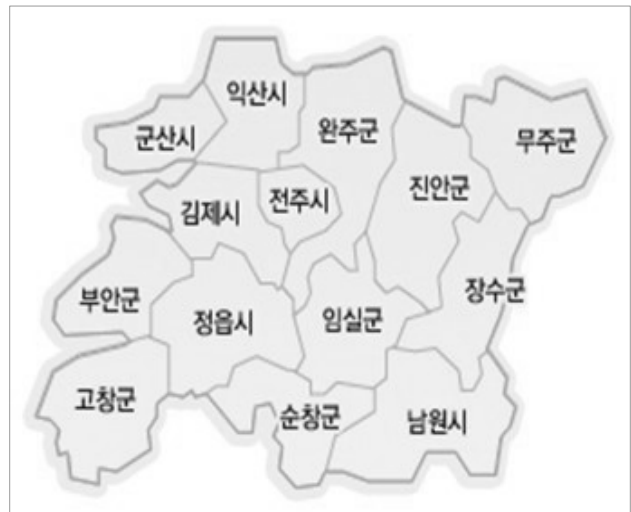 익산시
군산시
완주군
무주군
진안군
전주시
김제시
부안군
장수군
정읍시
임실군
고창군
순창군
남원시